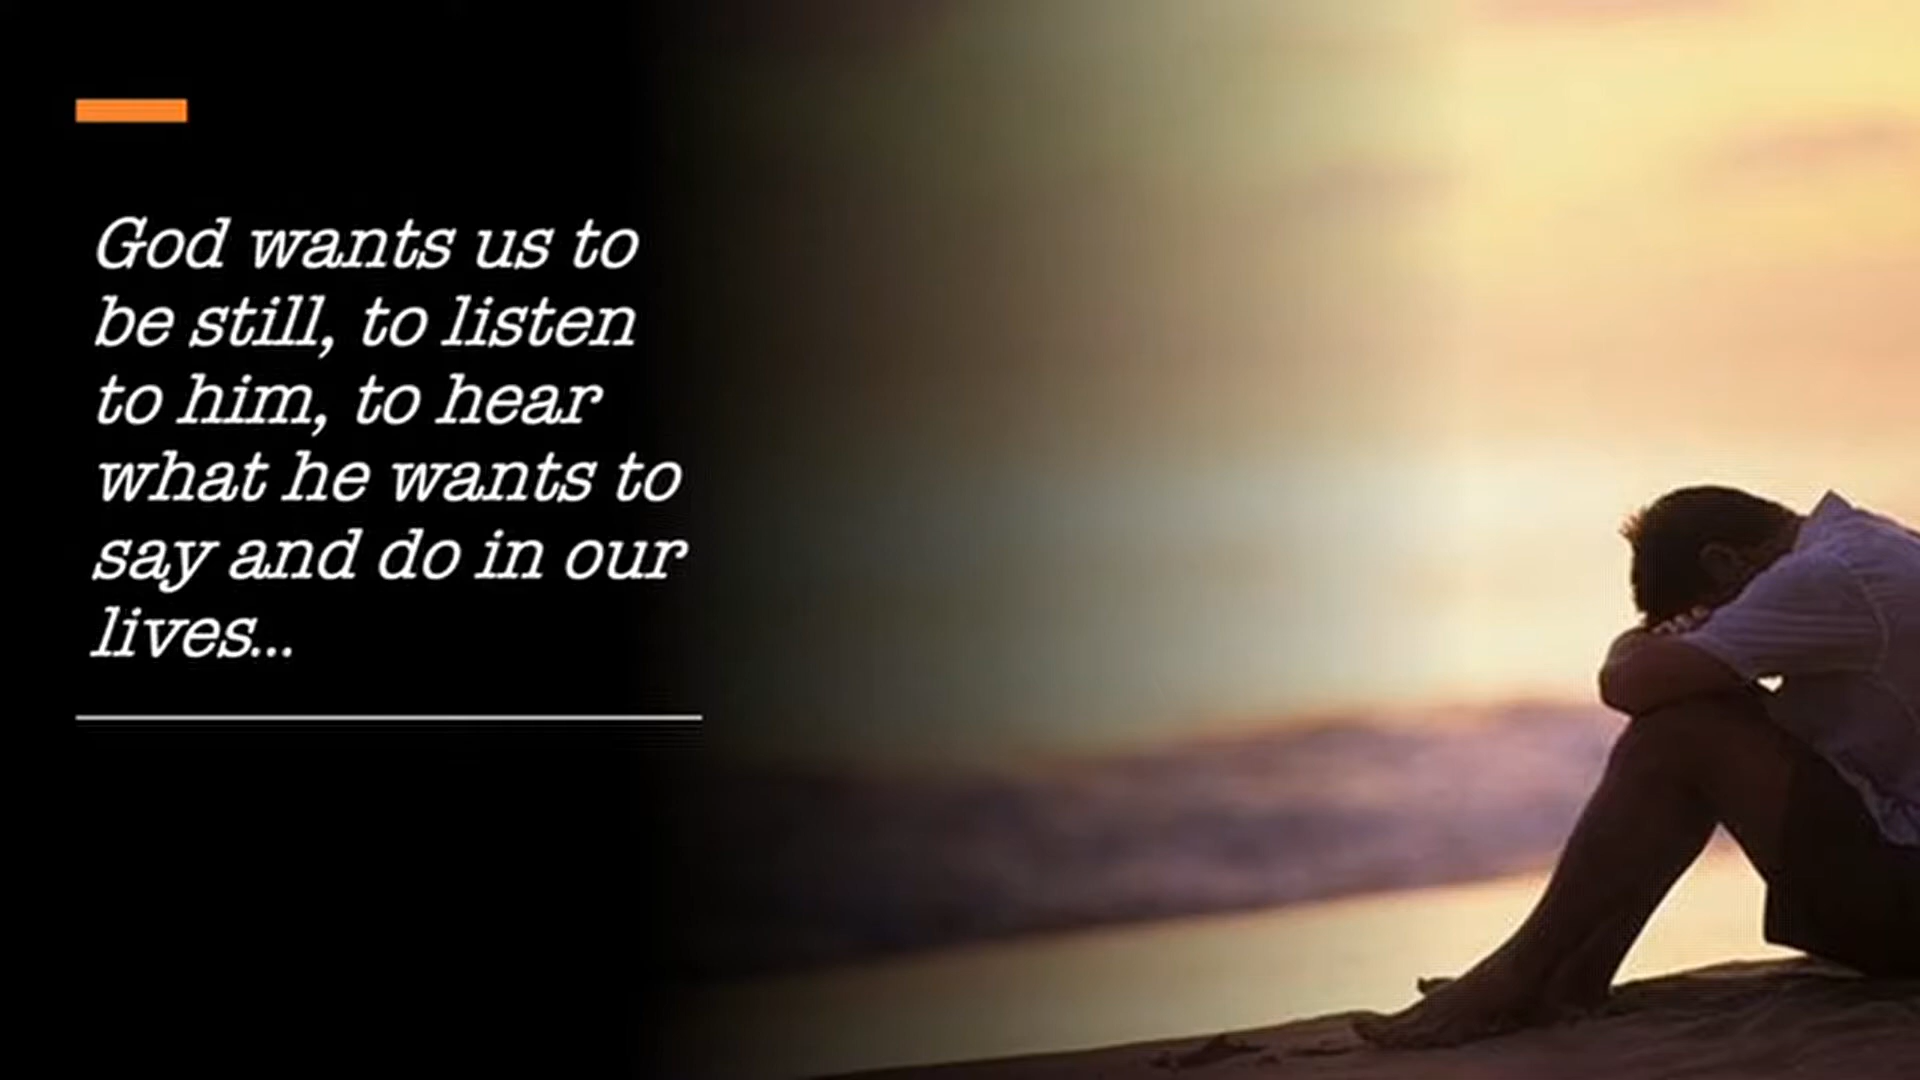 God wants us to
be still, to listen
to him, to hear
what he wants to
say and do in our
lives...